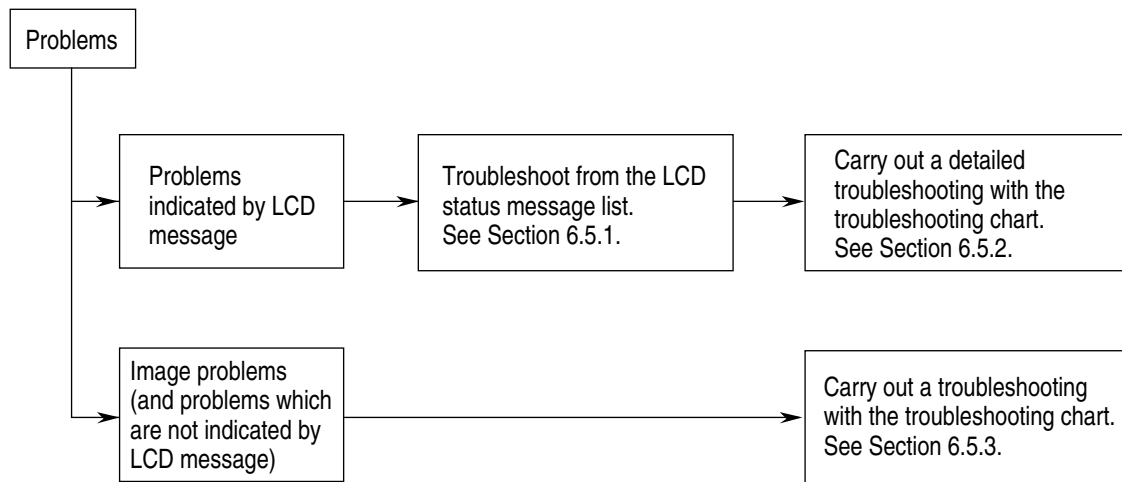 Problems
Problems
indicated by LCD
message
Troubleshoot from the LCD
status message list.
See Section 6.5.1.
Carry out a detailed
troubleshooting with the
troubleshooting chart.
See Section 6.5.2.
Image problems
(and problems which
are not indicated by
LCD message)
Carry out a troubleshooting
with the troubleshooting chart.
See Section 6.5.3.